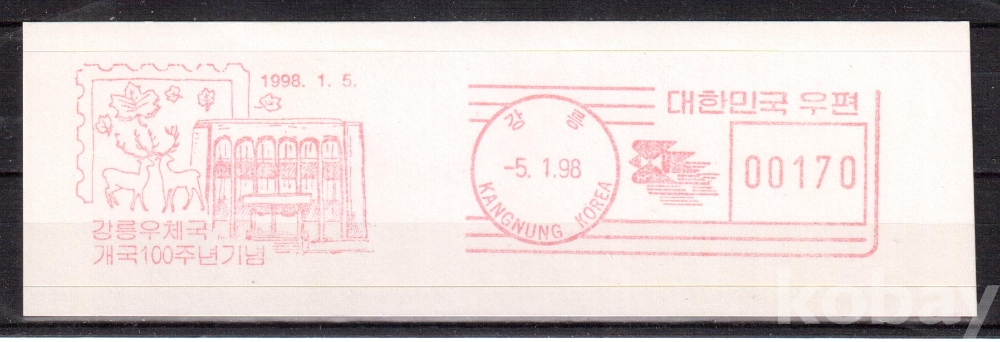 1998. 1. 5.
강릉우체국
개국100주년기념
강 릉
-5. 1.98
KANGNUNG KOREA
대한민국 우편
00170
kobay